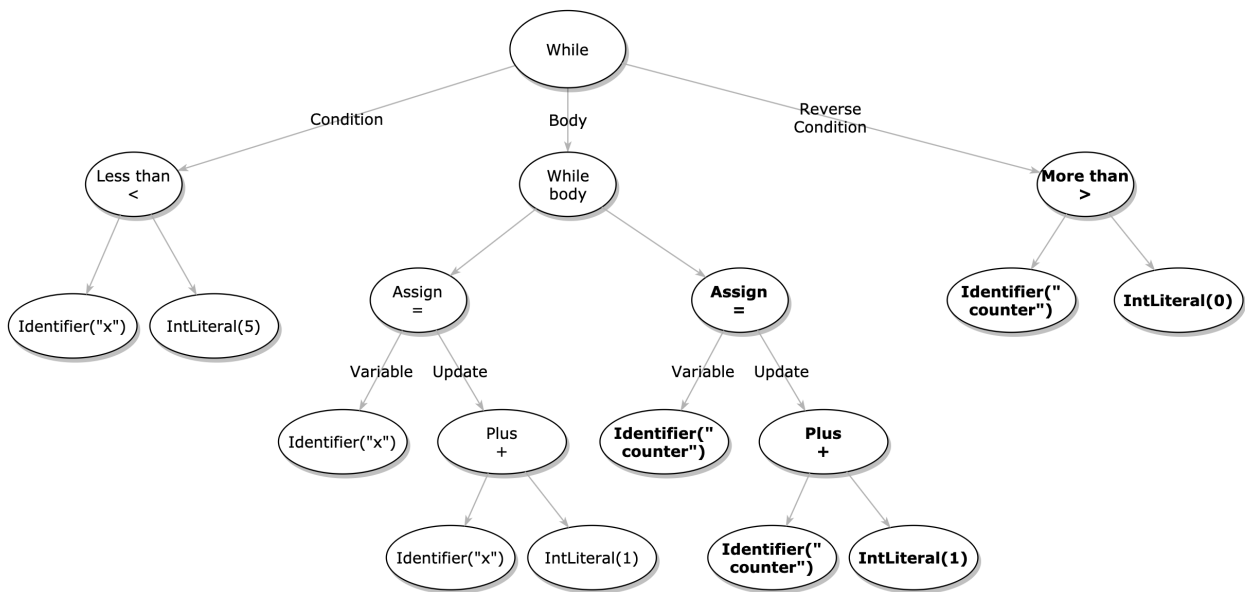 While
Condition
Body
Reverse
Condition
Less than
<
While
body
More than
>
Identifier("x")
IntLiteral(5)
Assign
=
Assign
=
Identifier("
counter")
IntLiteral(0)
Variable
Update
Variable
Update
Identifier("x")
Plus
+
Identifier("
counter")
Plus
+
Identifier("x")
IntLiteral(1)
Identifier("
counter")
IntLiteral(1)